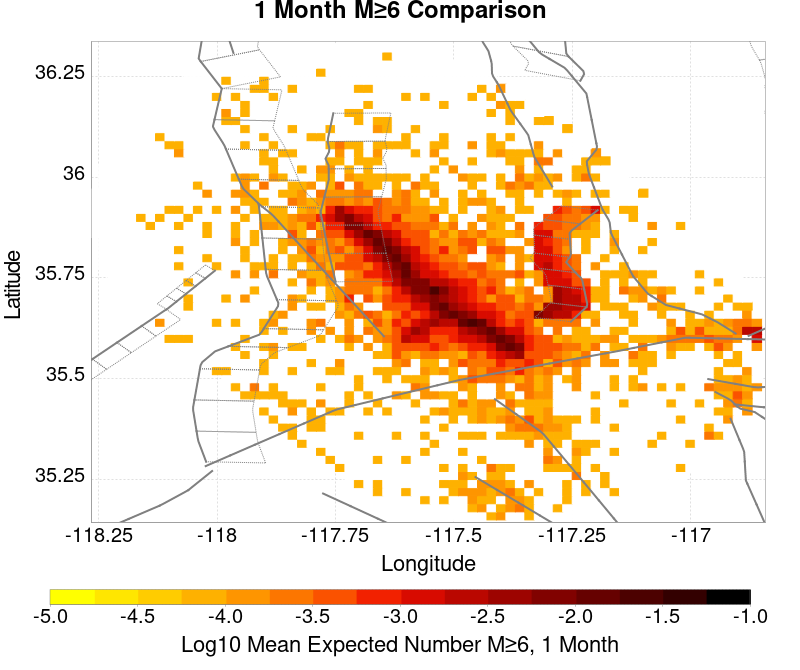 1 Month M≥6 Comparison
36.25
36
35.75
35.5
35.25
Latitude
-118.25 -118 -117.75 -117.5 -117.25 -117
Longitude
-5.0 -4.5 -4.0 -3.5 -3.0 -2.5 -2.0 -1.5 -1.0
Log10 Mean Expected Number M≥6, 1 Month